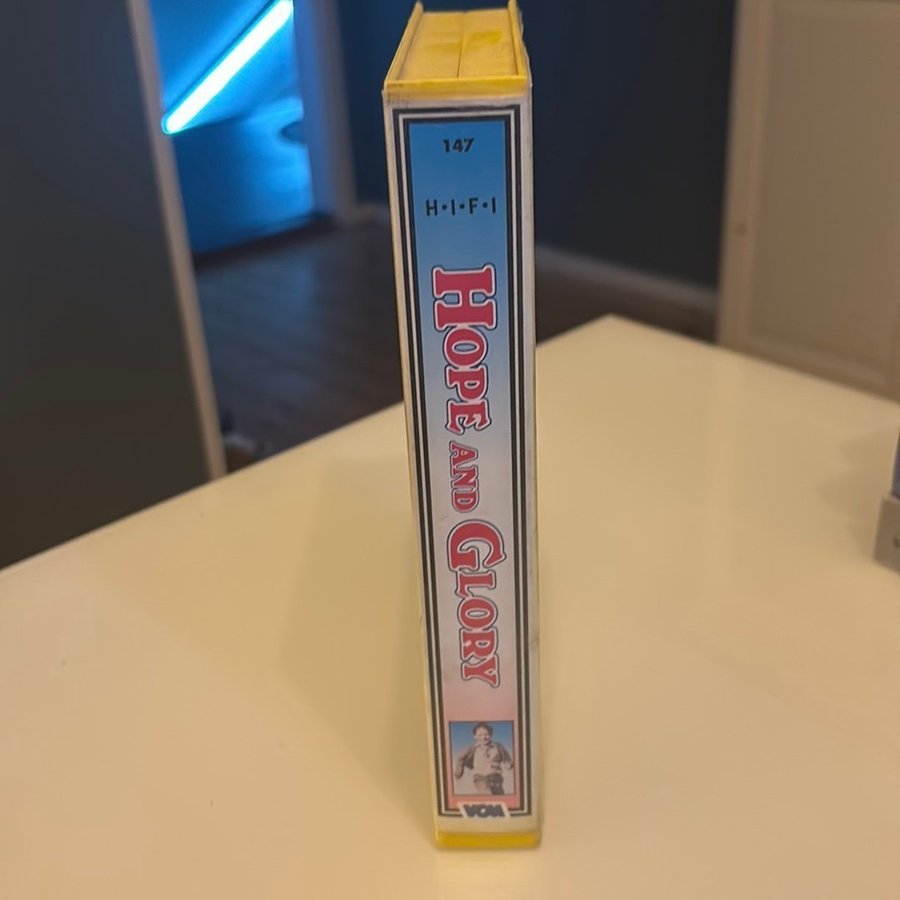 147
H•I•F•I
HOPE AND GLORY
VCM